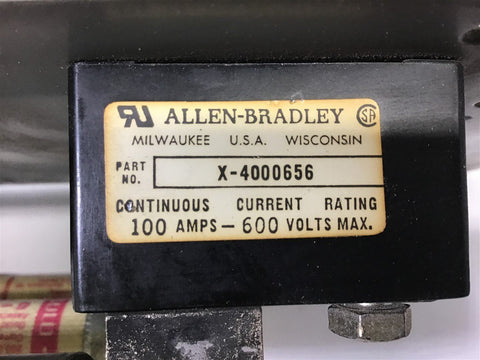 ALLEN-BRADLEY
MILWAUKEE U.S.A. WISCONSIN
PART NO. X-4000656
CONTINUOUS CURRENT RATING
100 AMPS - 600 VOLTS MAX.